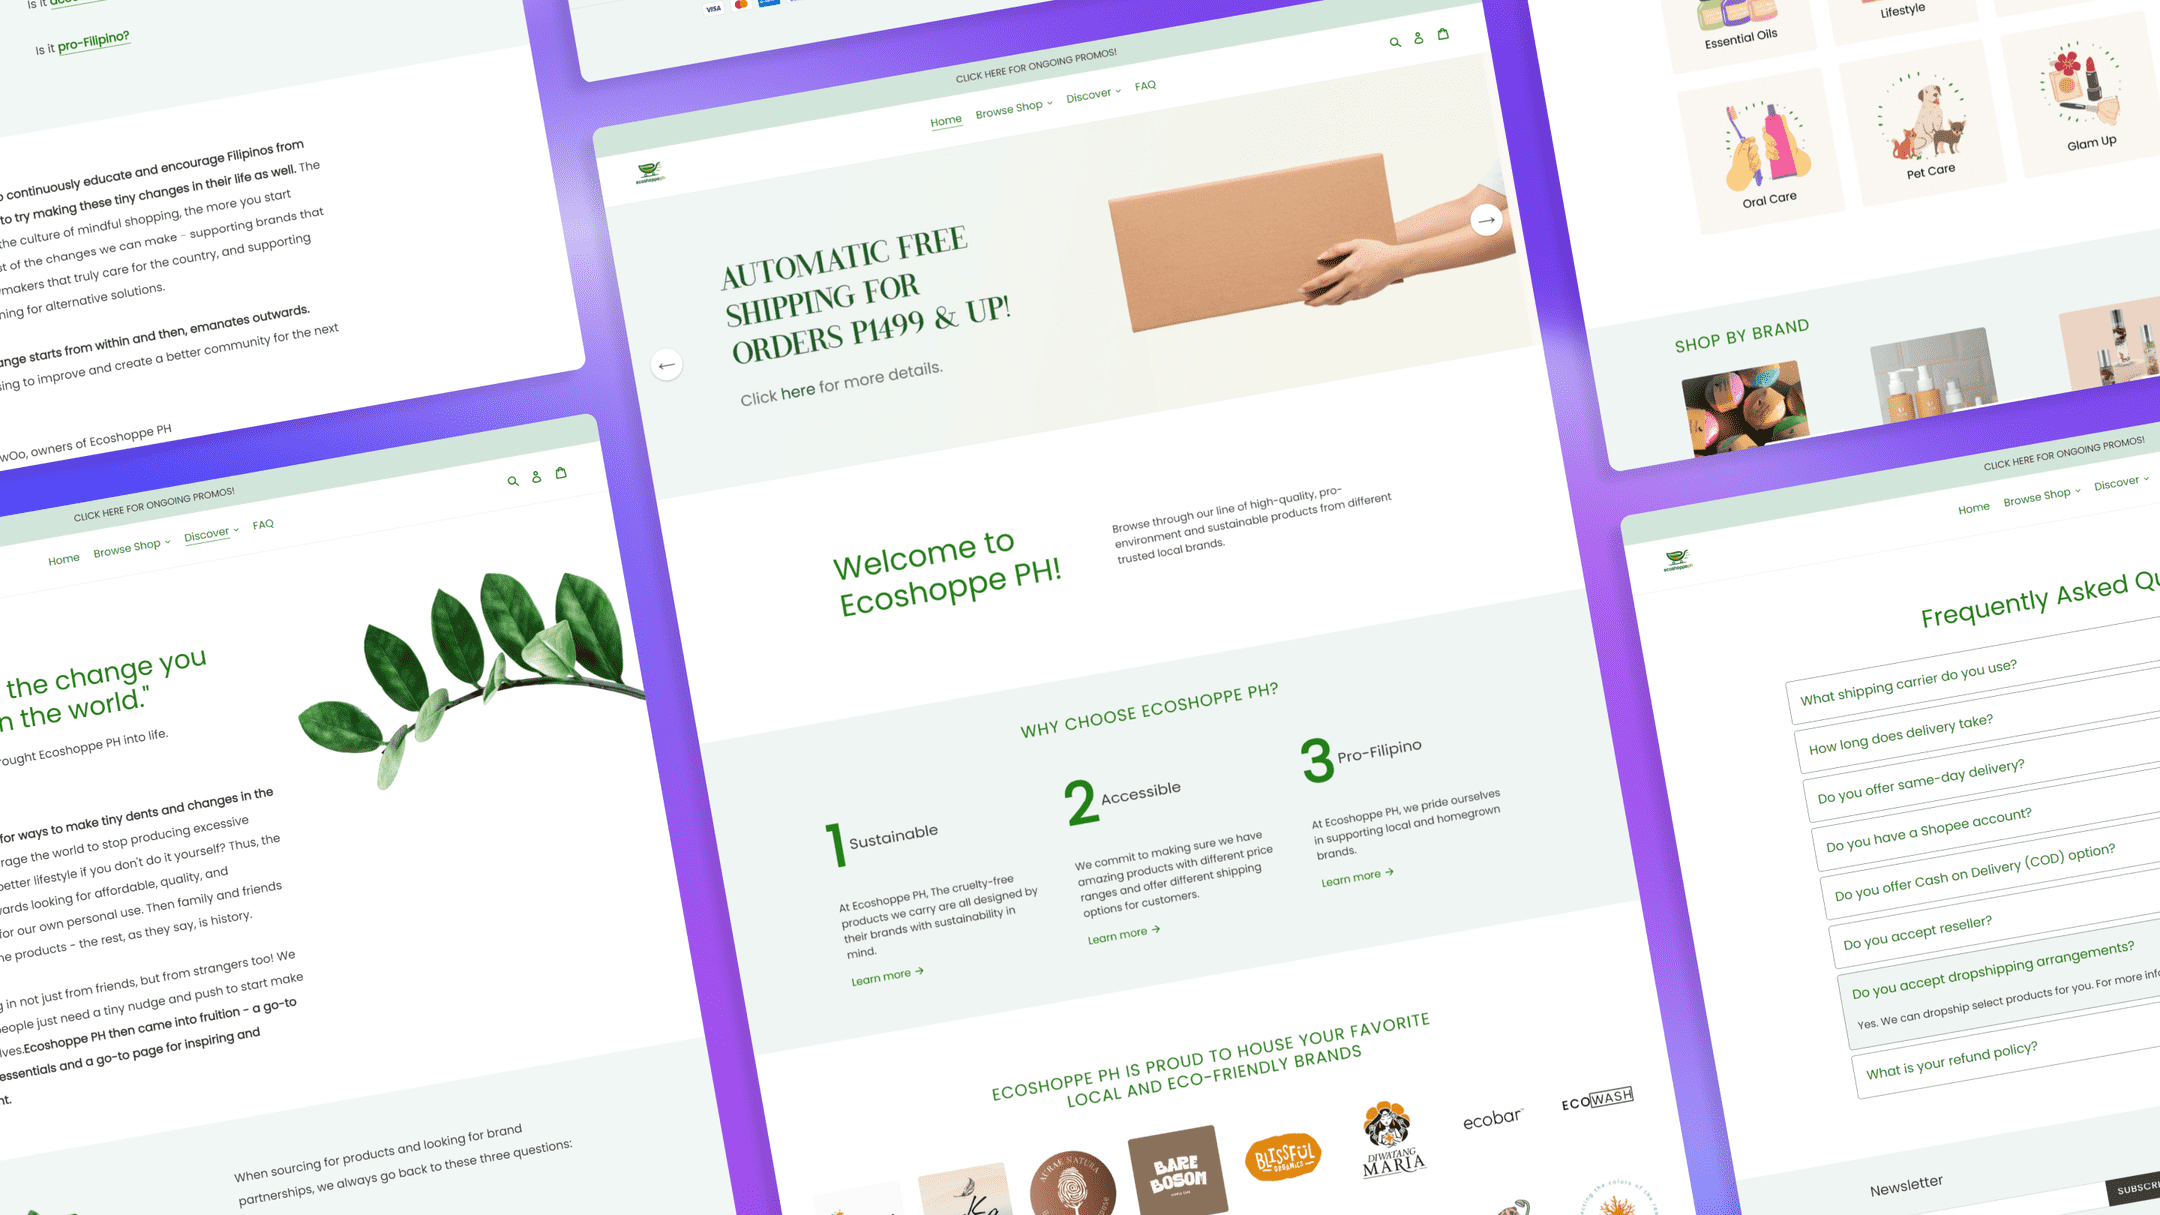 Is it
Is it pro-Filipino?
o continuously educate and encourage Filipinos from
to try making these tiny changes in their life as well. The
the culture of mindful shopping, the more you start
st of the changes we can make - supporting brands that
makers that truly care for the country, and supporting
ning for alternative solutions.
ange starts from within and then, emanates outwards.
sing to improve and create a better community for the next
wOo, owners of Ecoshoppe PH
CLICK HERE FOR ONGOING PROMOS!
Home Browse Shop Discover FAQ
the change you
n the world."
rought Ecoshoppe PH into life.
for ways to make tiny dents and changes in the
rage the world to stop producing excessive
better lifestyle if you don't do it yourself? Thus, the
ards looking for affordable, quality, and
for our own personal use. Then family and friends
he products - the rest, as they say, is history.
g in not just from friends, but from strangers too! We
people just need a tiny nudge and push to start make
lves.Ecoshoppe PH then came into fruition - a go-to
essentials and a go-to page for inspiring and
nt.
When sourcing for products and looking for brand
partnerships, we always go back to these three questions:
VISA
CLICK HERE FOR ONGOING PROMOS!
Home Browse Shop Discover FAQ
ecoshoppeph
AUTOMATIC FREE
SHIPPING FOR
ORDERS P1499 & UP!
Click here for more details.
Welcome to
Ecoshoppe PH!
Browse through our line of high-quality, pro-
environment and sustainable products from different
trusted local brands.
WHY CHOOSE ECOSHOPPE PH?
1 Sustainable
At Ecoshoppe PH, The cruelty-free
products we carry are all designed by
their brands with sustainability in
mind.
Learn more →
2 Accessible
We commit to making sure we have
amazing products with different price
ranges and offer different shipping
options for customers.
Learn more →
3 Pro-Filipino
At Ecoshoppe PH, we pride ourselves
in supporting local and homegrown
brands.
Learn more →
ECOSHOPPE PH IS PROUD TO HOUSE YOUR FAVORITE
LOCAL AND ECO-FRIENDLY BRANDS
AURAE NATURA
BARE
BOSOM
BLISSFUL
ORGANICS
DIWATANG
MARIA
ecobar
ECOWASH
Essential Oils
Lifestyle
Oral Care
Pet Care
Glam Up
SHOP BY BRAND
CLICK HERE FOR ONGOING PROMOS!
Home Browse Shop Discover
ecoshoppeph
Frequently Asked Qu
What shipping carrier do you use?
How long does delivery take?
Do you offer same-day delivery?
Do you have a Shopee account?
Do you offer Cash on Delivery (COD) option?
Do you accept reseller?
Do you accept dropshipping arrangements?
Yes. We can dropship select products for you. For more info
What is your refund policy?
Newsletter
SUBSCRI